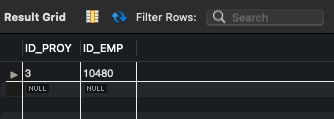 Result Grid Filter Rows: Search
ID_PROY ID_EMP
3 10480
NULL NULL